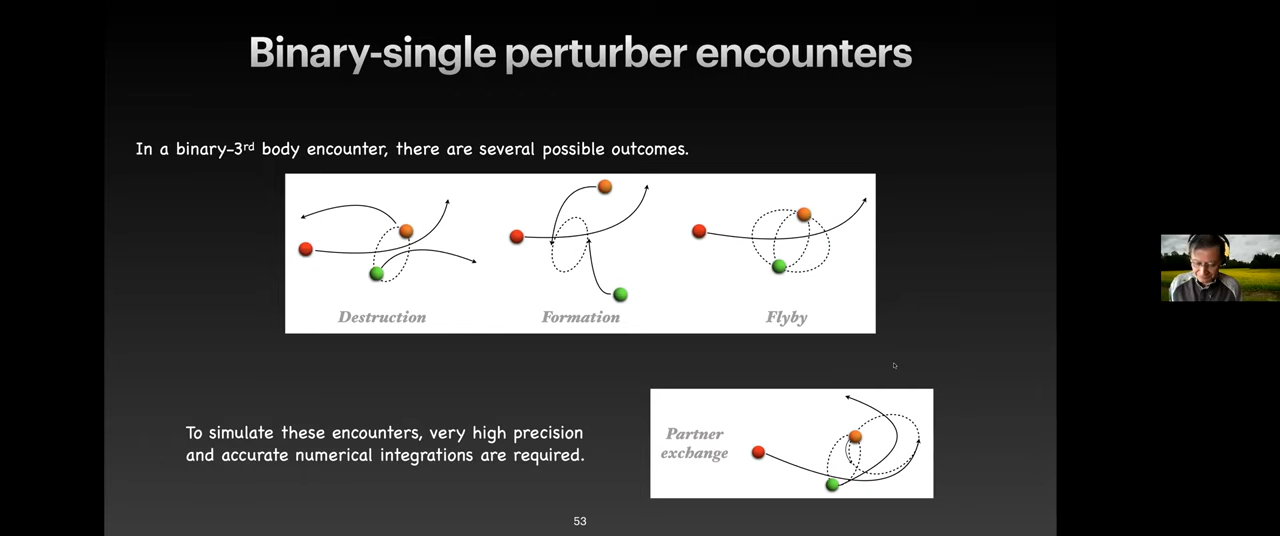 Binary-single perturber encounters
In a binary-3rd body encounter, there are several possible outcomes.
Destruction
Formation
Flyby
To simulate these encounters, very high precision
and accurate numerical integrations are required.
Partner
exchange
53